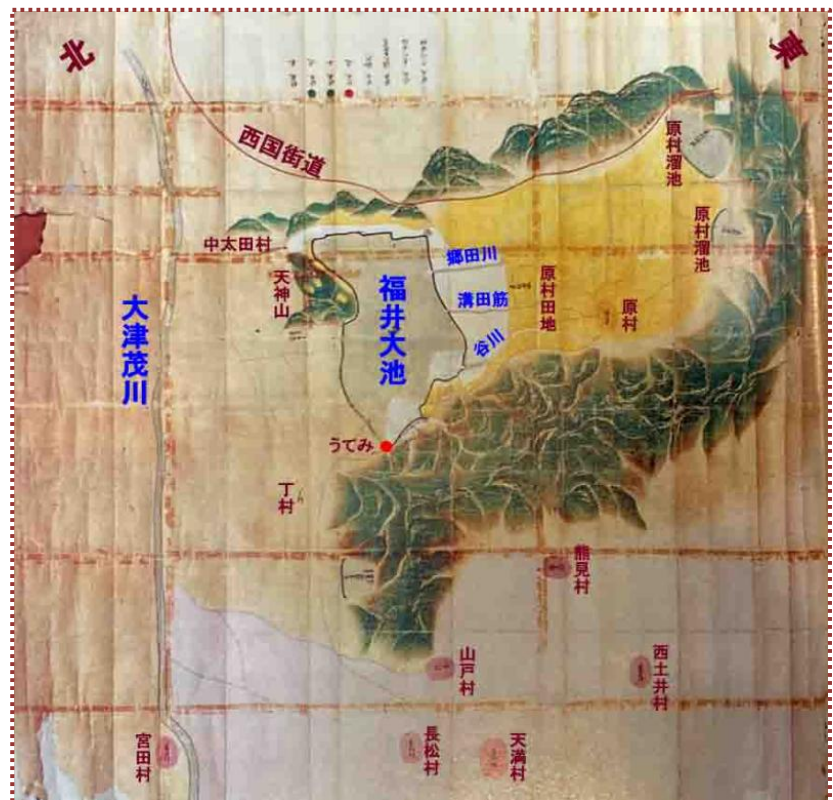 北
東
西国街道
原村溜池
原村溜池
中太田村
天神山
郷田川
溝田筋
谷川
原村田地
原村
福井大池
大津茂川
うてみ
丁村
熊見村
山戸村
西土井村
宮田村
長松村
天満村